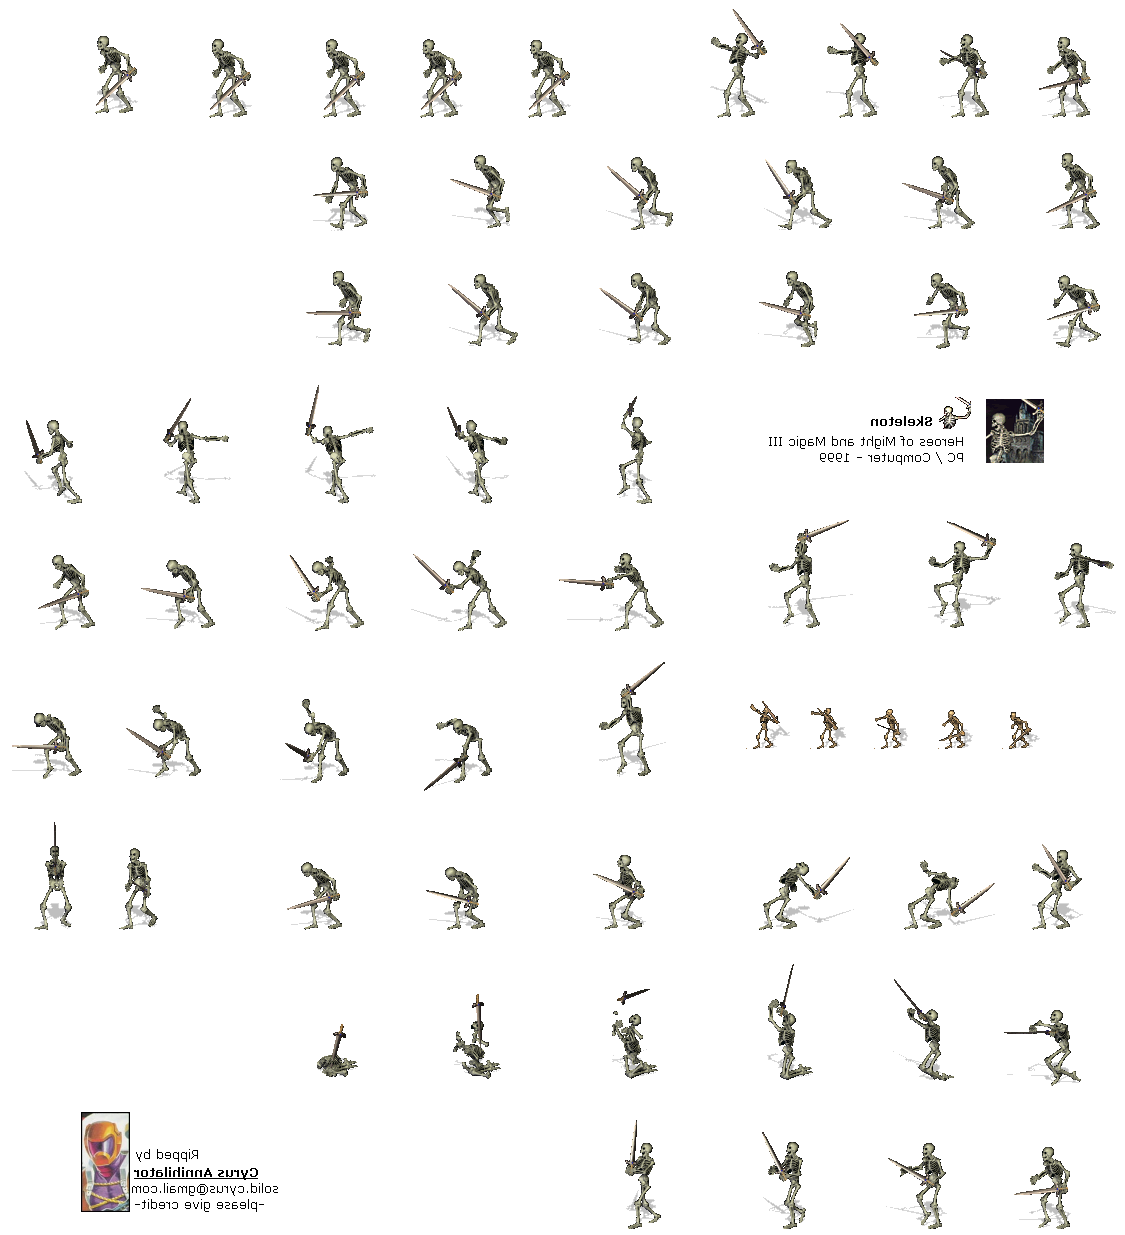 Skeleton
Heroes of Might and Magic III
PC / Computer - 1999
Ripped by
Cyrus Annihilator
solid.cyrus@gmail.com
-please give credit-